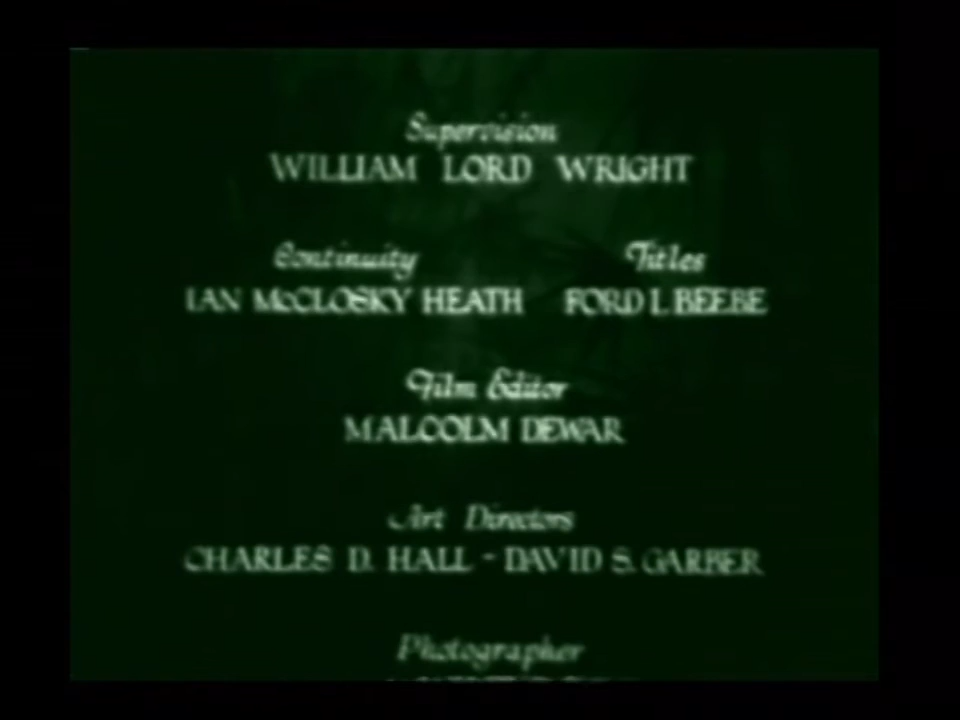 Supervision
WILLIAM LORD WRIGHT
Continuity Titles
IAN McCLOSKY HEATH FORD I. BEEBE
Film Editor
MALCOLM DEWAR
Art Directors
CHARLES D. HALL - DAVID S. GARBER
Photographer